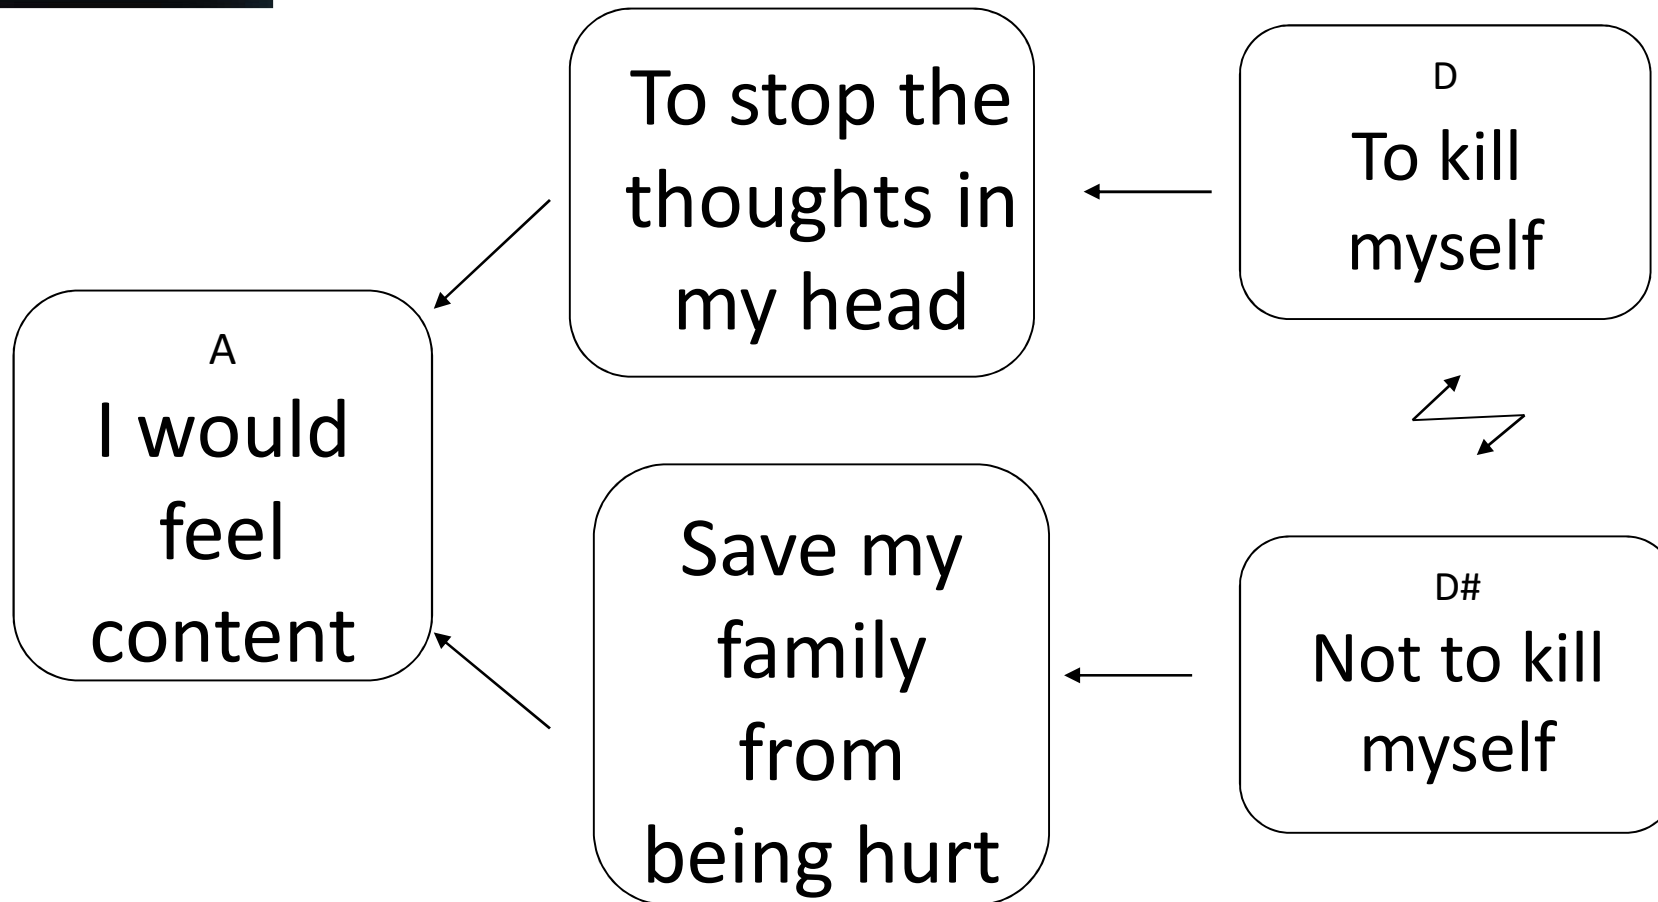 To stop the
thoughts in
my head
D
To kill
myself
A
I would
feel
content
Save my
family
from
being hurt
D#
Not to kill
myself